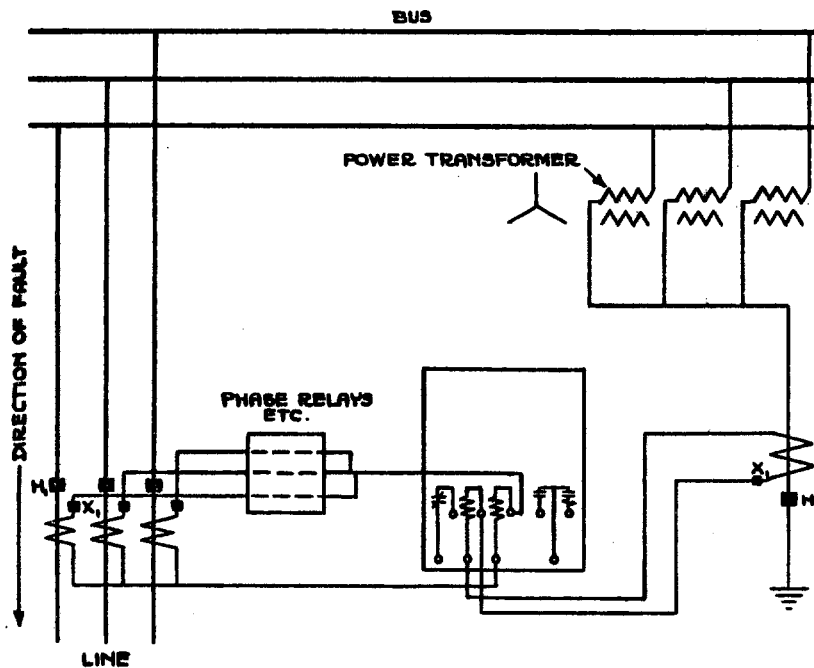 BUS
POWER TRANSFORMER
DIRECTION OF FAULT
PHASE RELAYS
ETC.
H₁
X₁
X₁
H
LINE